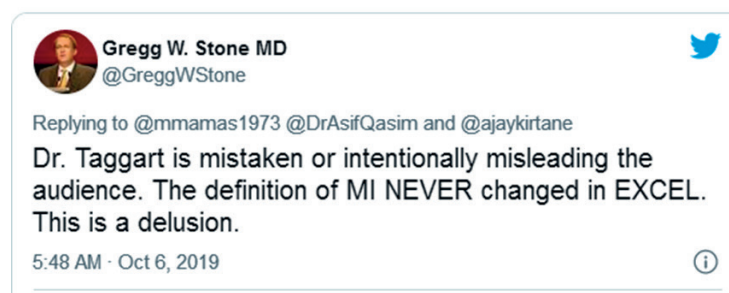 Gregg W. Stone MD
@GreggWStone
Replying to @mmamas1973 @DrAsifQasim and @ajaykirtane
Dr. Taggart is mistaken or intentionally misleading the
audience. The definition of MI NEVER changed in EXCEL.
This is a delusion.
5:48 AM · Oct 6, 2019